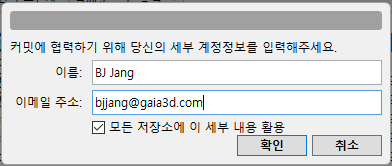 커밋에 협력하기 위해 당신의 세부 계정정보를 입력해주세요.
이름: BJ Jang
이메일 주소: bjjang@gaia3d.com
모든 저장소에 이 세부 내용 활용
확인 취소